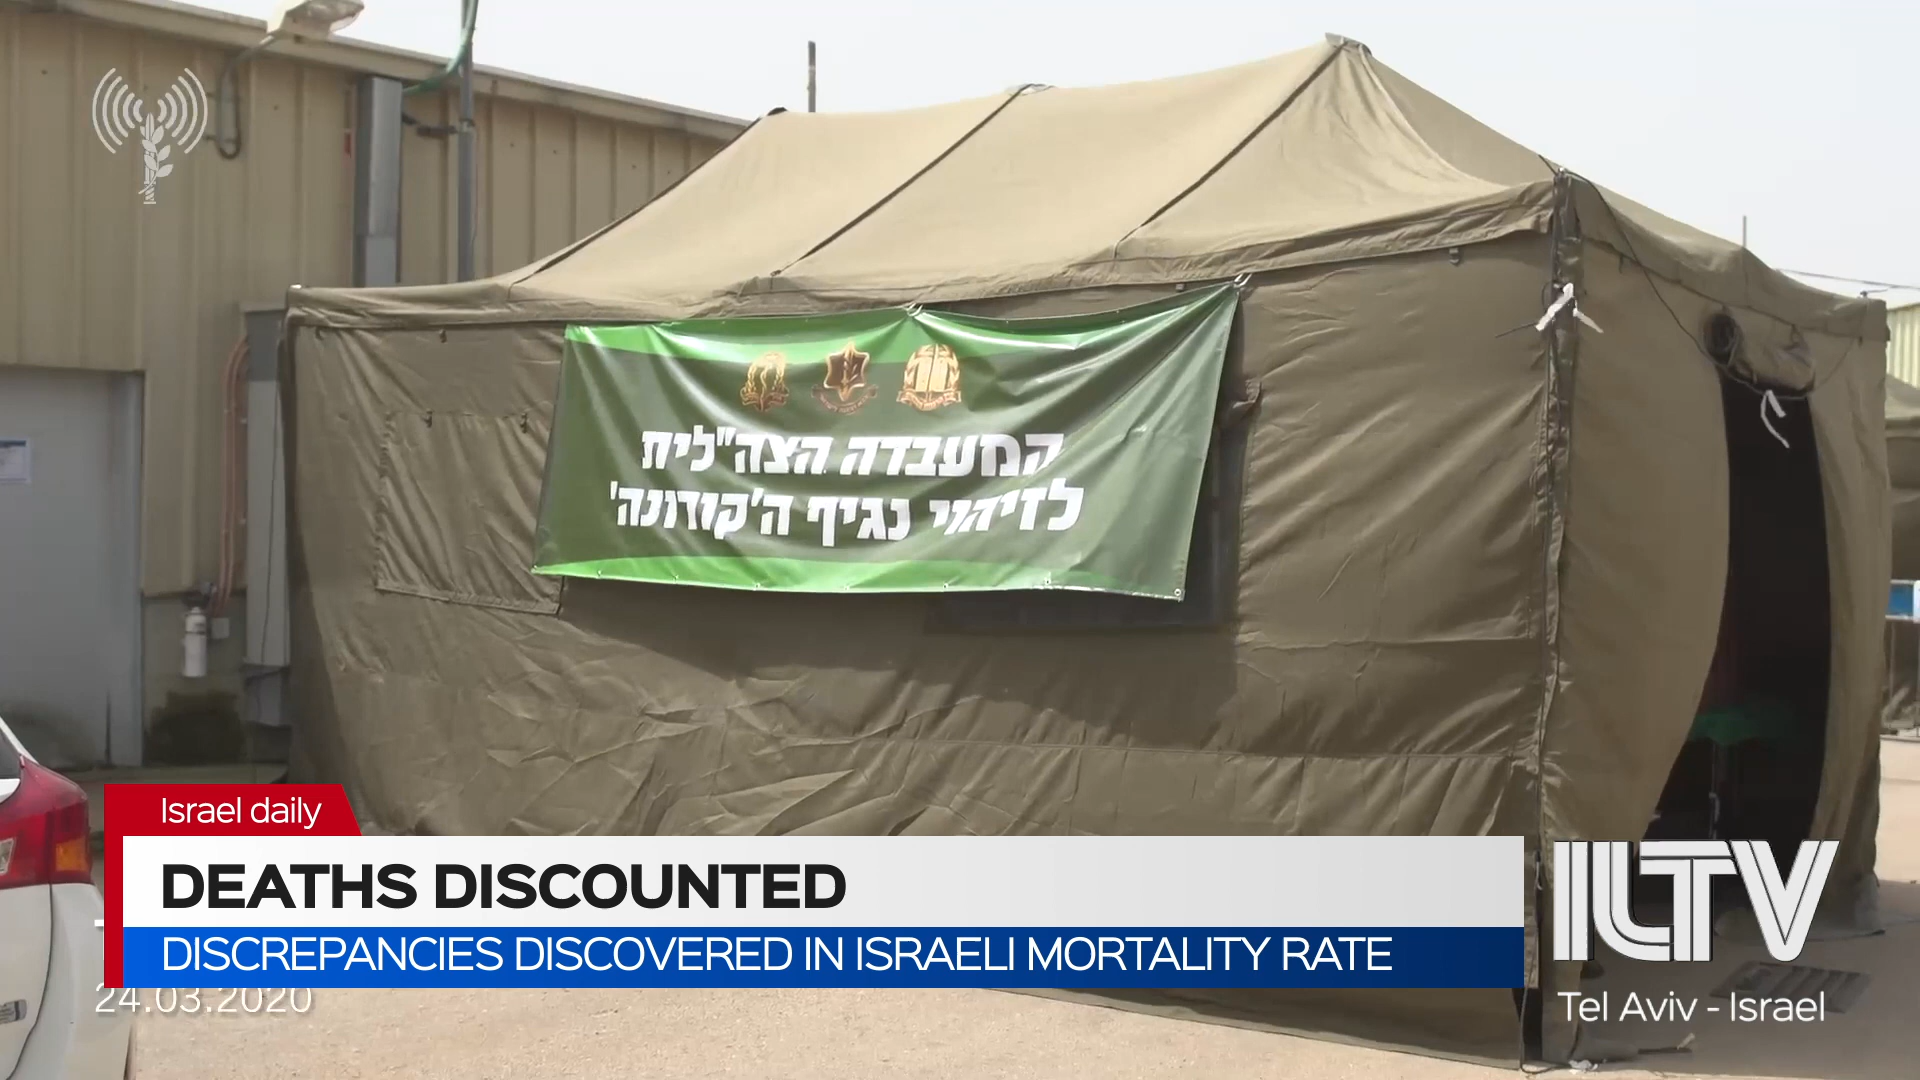 המעבדה הצה"לית
לזיהוי נגיף ה'קורונה'
Israel daily
DEATHS DISCOUNTED
DISCREPANCIES DISCOVERED IN ISRAELI MORTALITY RATE
24.03.2020
ILTV
Tel Aviv - Israel